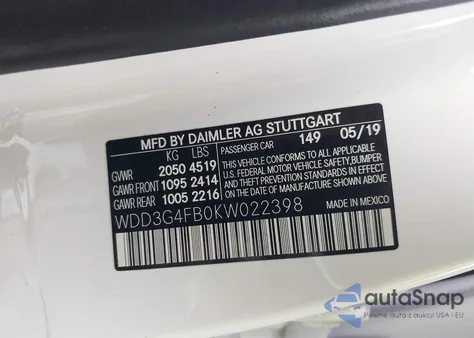 MFD BY DAIMLER AG STUTTGART
KG LBS PASSENGER CAR 149 05/19
GVWR 2050 4519
GAWR FRONT 1095 2414
GAWR REAR 1005 2216
THIS VEHICLE CONFORMS TO ALL APPLICABLE
U.S. FEDERAL MOTOR VEHICLE SAFETY, BUMPER
AND THEFT PREVENTION STANDARDS IN EFFECT
ON THE DATE OF MANUFACTURE SHOWN ABOVE.
WDD3G4FB0KW022398
MADE IN MEXICO
autoSnap
Pewne auta z aukcji USA i EU